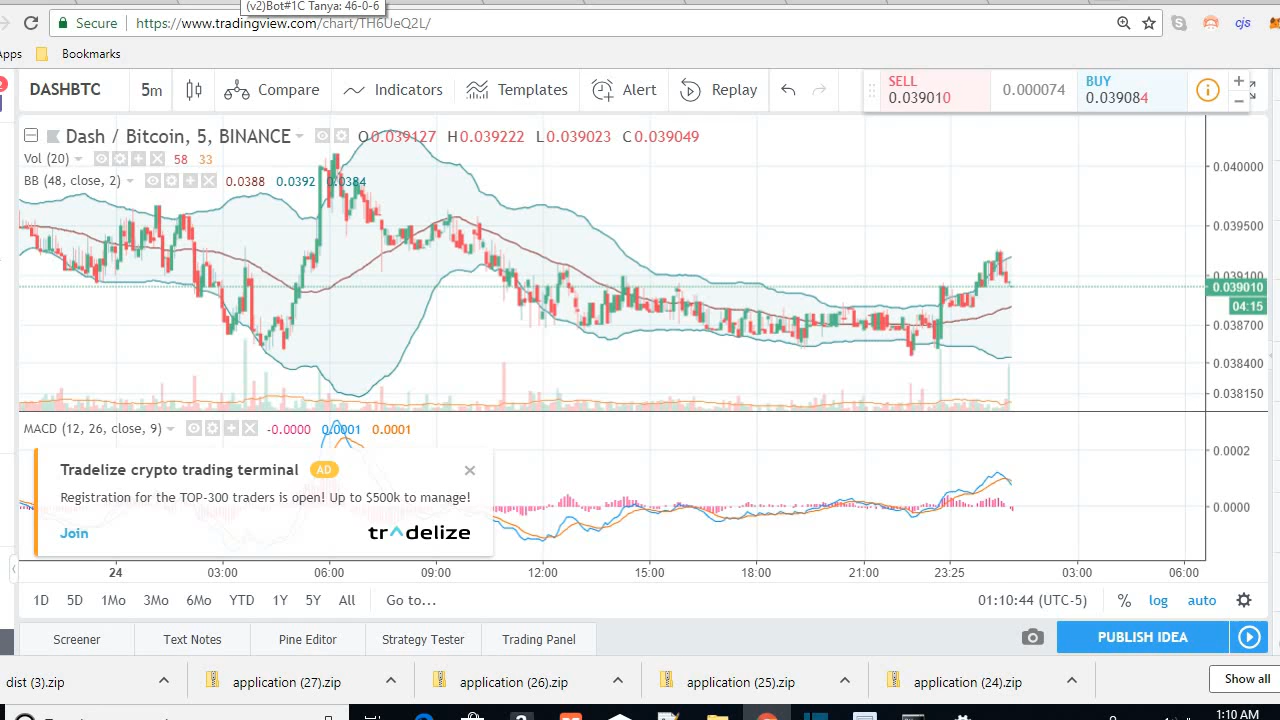 (v2)Bot#1C Tanya: 46-0-6
Secure https://www.tradingview.com/chart/TH6UeQ2L/ cjs
Apps Bookmarks
DASHBTC 5m Compare Indicators Templates Alert Replay
SELL 0.039010 0.000074 BUY 0.039084
Dash / Bitcoin, 5, BINANCE O0.039127 H0.039222 L0.039023 C0.039049
Vol (20) 58 33
BB (48, close, 2) 0.0388 0.0392 0.0384
0.040000
0.039500
0.039100
0.039010
04:15
0.038700
0.038400
0.038150
MACD (12, 26, close, 9) -0.0000 0.0001 0.0001
0.0002
0.0000
Tradelize crypto trading terminal AD
Registration for the TOP-300 traders is open! Up to $500k to manage!
Join tradelize
24 03:00 06:00 09:00 12:00 15:00 18:00 21:00 23:25 03:00 06:00
1D 5D 1Mo 3Mo 6Mo YTD 1Y 5Y All Go to... 01:10:44 (UTC-5) % log auto
Screener Text Notes Pine Editor Strategy Tester Trading Panel PUBLISH IDEA
dist (3).zip application (27).zip application (26).zip application (25).zip application (24).zip Show all
1:10 AM